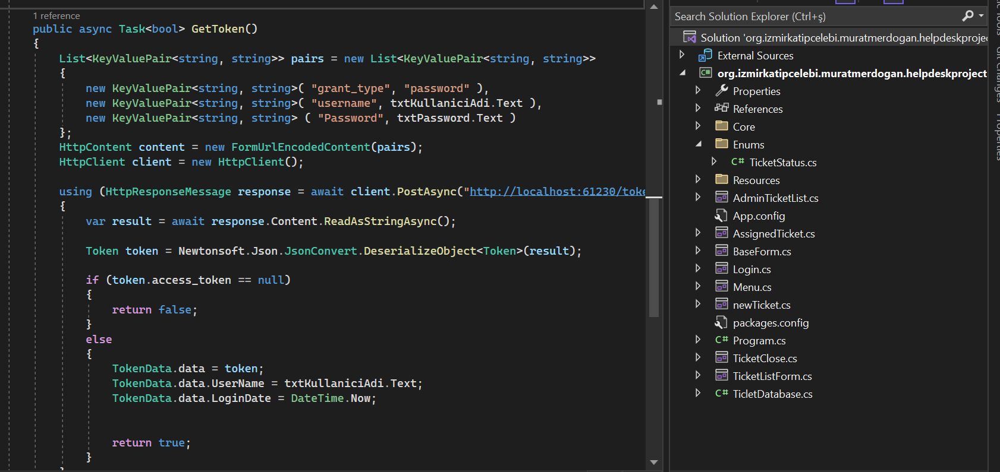 1 reference
public async Task<bool> GetToken()
{
List<KeyValuePair<string, string>> pairs = new List<KeyValuePair<string, string>>
{
new KeyValuePair<string, string>( "grant_type", "password" ),
new KeyValuePair<string, string>( "username", txtKullaniciAdi.Text ),
new KeyValuePair<string, string> ( "Password", txtPassword.Text )
};
HttpContent content = new FormUrlEncodedContent(pairs);
HttpClient client = new HttpClient();
using (HttpResponseMessage response = await client.PostAsync("http://localhost:61230/toke
{
var result = await response.Content.ReadAsStringAsync();
Token token = Newtonsoft.Json.JsonConvert.DeserializeObject<Token>(result);
if (token.access_token == null)
{
return false;
}
else
{
TokenData.data = token;
TokenData.data.UserName = txtKullaniciAdi.Text;
TokenData.data.LoginDate = DateTime.Now;
return true;
}
Search Solution Explorer (Ctrl+ş)
Solution 'org.izmirkatipcelebi.muratmerdogan.helpdeskprojec
External Sources
C# org.izmirkatipcelebi.muratmerdogan.helpdeskproject
Properties
References
Core
Enums
C# TicketStatus.cs
Resources
AdminTicketList.cs
App.config
AssignedTicket.cs
BaseForm.cs
Login.cs
Menu.cs
newTicket.cs
packages.config
C# Program.cs
TicketClose.cs
TicketListForm.cs
C# TicletDatabase.cs
Git Changes
Properties